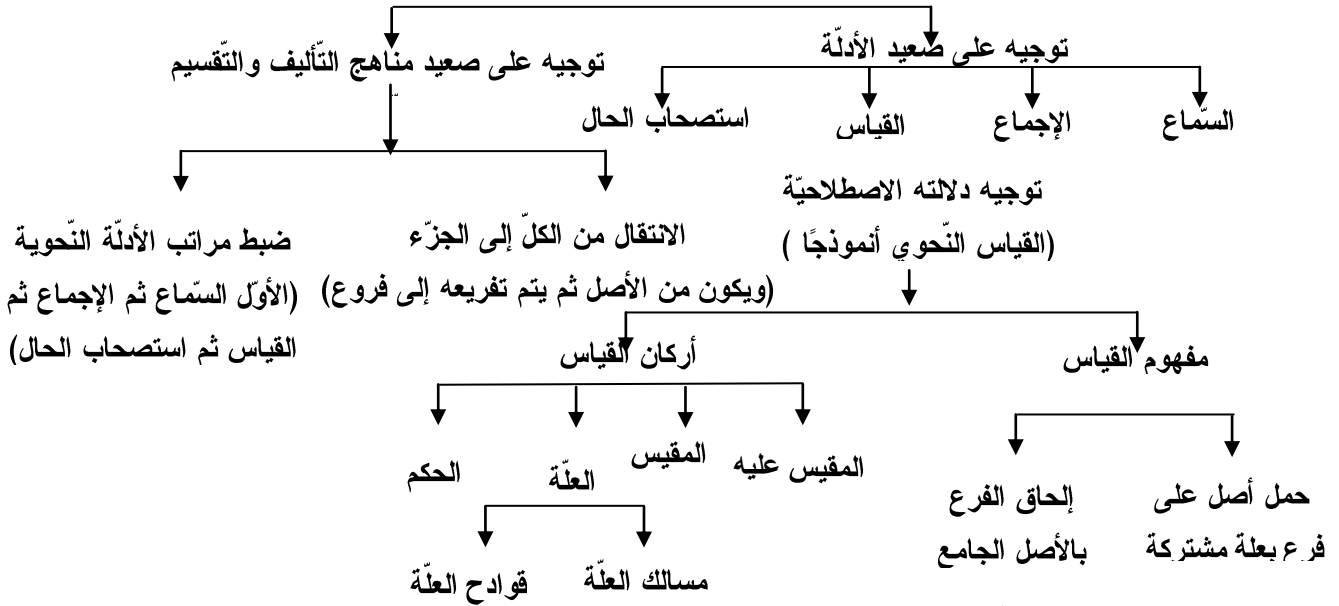 توجيه على صعيد الأدلّة
توجيه على صعيد مناهج التّأليف والتّقسيم
السّماع
الإجماع
القياس
استصحاب الحال
توجيه دلالته الاصطلاحيّة
(القياس النّحوي أنموذجًا )
الانتقال من الكلّ إلى الجزّء
(ويكون من الأصل ثم يتم تفريعه إلى فروع)
ضبط مراتب الأدلّة النّحوية
(الأوّل السّماع ثم الإجماع ثم
القياس ثم استصحاب الحال)
مفهوم القياس
أركان القياس
المقيس عليه
المقيس
العلّة
الحكم
حمل أصل على
فرع بعلة مشتركة
إلحاق الفرع
بالأصل الجامع
مسالك العلّة
قوادح العلّة